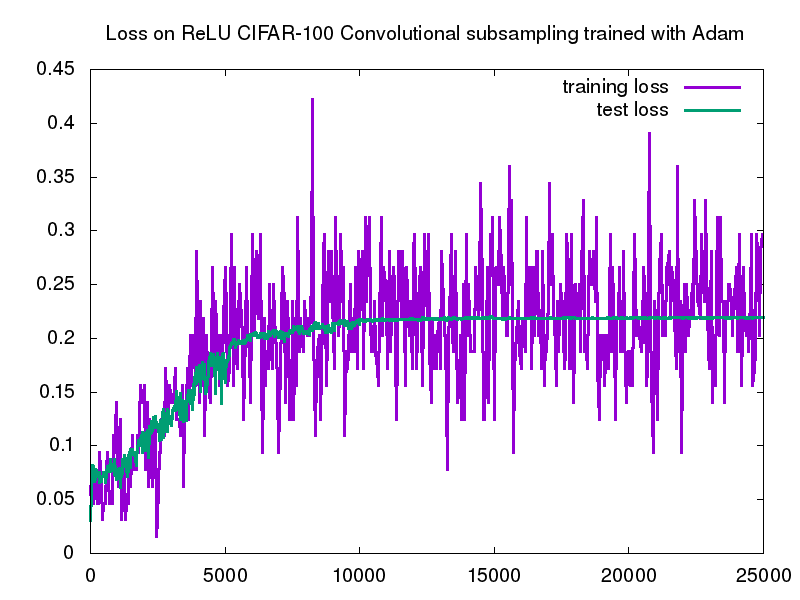 Loss on ReLU CIFAR-100 Convolutional subsampling trained with Adam
0.45
0.4
0.35
0.3
0.25
0.2
0.15
0.1
0.05
0
training loss
test loss
0 5000 10000 15000 20000 25000